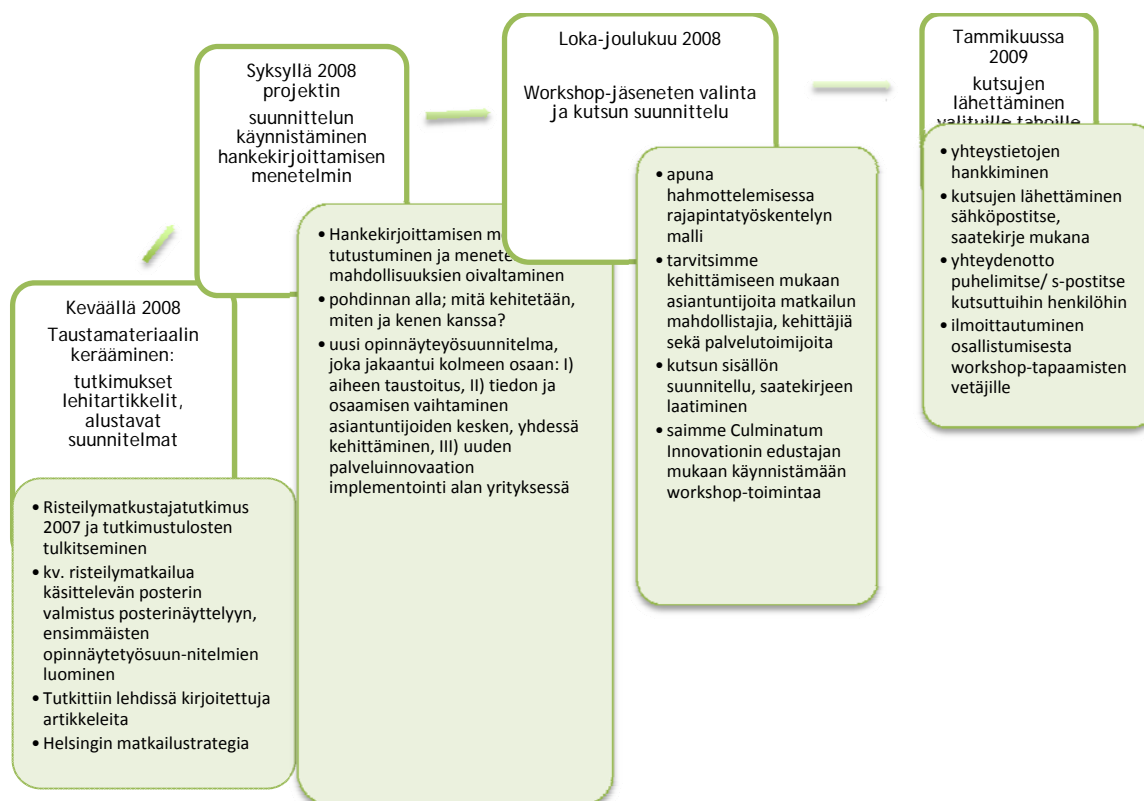 Keväällä 2008
Taustamateriaalin
kerääminen:
tutkimukset
lehitartikkelit,
alustavat
suunnitelmat
• Risteilymatkustajatutkimus
2007 ja tutkimustulosten
tulkitseminen
• kv. risteilymatkailua
käsittelevän posterin
valmistus posterinäyttelyyn,
ensimmäisten
opinnäytetyösuun-nitelmien
luominen
• Tutkittiin lehdissä kirjoitettuja
artikkeleita
• Helsingin matkailustrategia
Syksyllä 2008
projektin
suunnittelun
käynnistäminen
hankekirjoittamisen
menetelmin
• Hankekirjoittamisen
tutustuminen ja
mahdollisuuksien oivaltaminen
• pohdinnan alla; mitä kehitetään,
miten ja kenen kanssa?
• uusi opinnäyteyösuunnitelma,
joka jakaantui kolmeen osaan: I)
aiheen taustoitus, II) tiedon ja
osaamisen vaihtaminen
asiantuntijoiden kesken, yhdessä
kehittäminen, III) uuden
palveluinnovaation
implementointi alan yrityksessä
Loka-joulukuu 2008
Workshop-jäseneten valinta
ja kutsun suunnittelu
• apuna
hahmottelemisessa
rajapintatyöskentelyn
malli
• tarvitsimme
kehittämiseen mukaan
asiantuntijoita matkailun
mahdollistajia, kehittäjiä
sekä palvelutoimijoita
• kutsun sisällön
suunnitellu, saatekirjeen
laatiminen
• saimme Culminatum
Innovationin edustajan
mukaan käynnistämään
workshop-toimintaa
Tammikuussa
2009
kutsujen
lähettäminen
valituille tahoille
• yhteystietojen
hankkiminen
• kutsujen lähettäminen
sähköpostitse,
saatekirje mukana
• yhteydenotto
puhelimitse/ s-postitse
kutsuttuihin henkilöhin
• ilmoittautuminen
osallistumisesta
workshop-tapaamisten
vetäjille